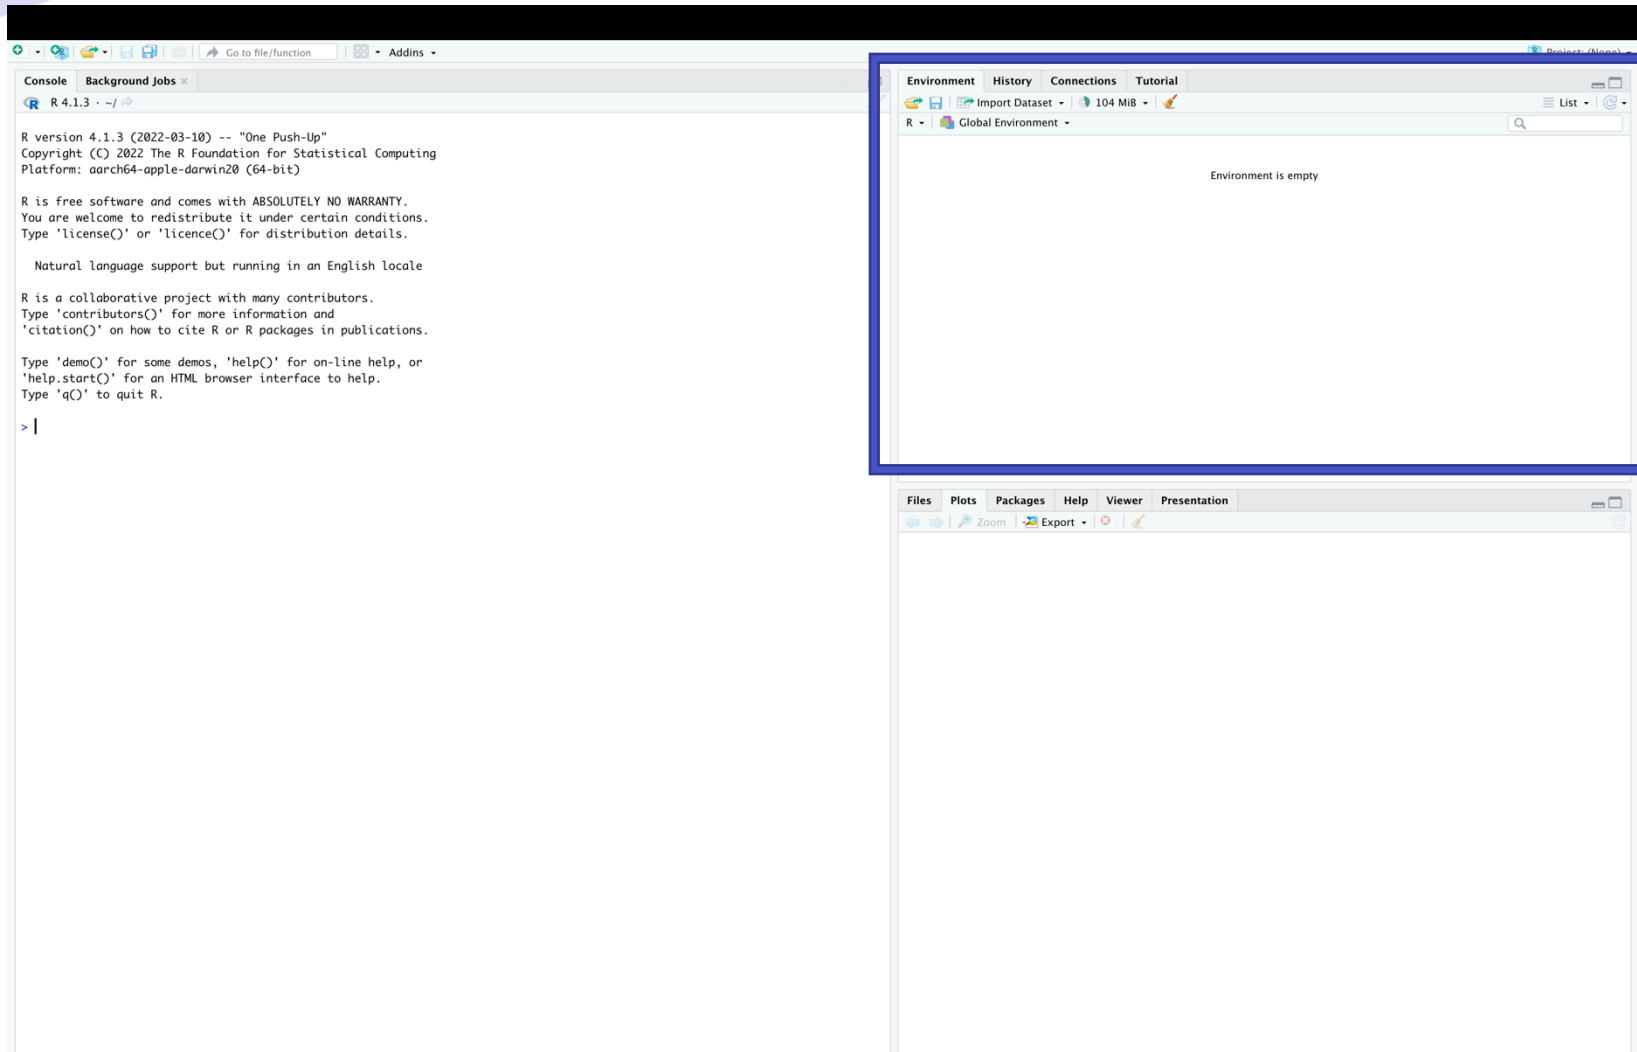 Go to file/function
Addins
Project: (None)
Console Background Jobs
R 4.1.3 · ~/
R version 4.1.3 (2022-03-10) -- "One Push-Up"
Copyright (C) 2022 The R Foundation for Statistical Computing
Platform: aarch64-apple-darwin20 (64-bit)
R is free software and comes with ABSOLUTELY NO WARRANTY.
You are welcome to redistribute it under certain conditions.
Type 'license()' or 'licence()' for distribution details.
Natural language support but running in an English locale
R is a collaborative project with many contributors.
Type 'contributors()' for more information and
'citation()' on how to cite R or R packages in publications.
Type 'demo()' for some demos, 'help()' for on-line help, or
'help.start()' for an HTML browser interface to help.
Type 'q()' to quit R.
>
Environment History Connections Tutorial
Import Dataset 104 MiB List
R Global Environment
Environment is empty
Files Plots Packages Help Viewer Presentation
Zoom Export